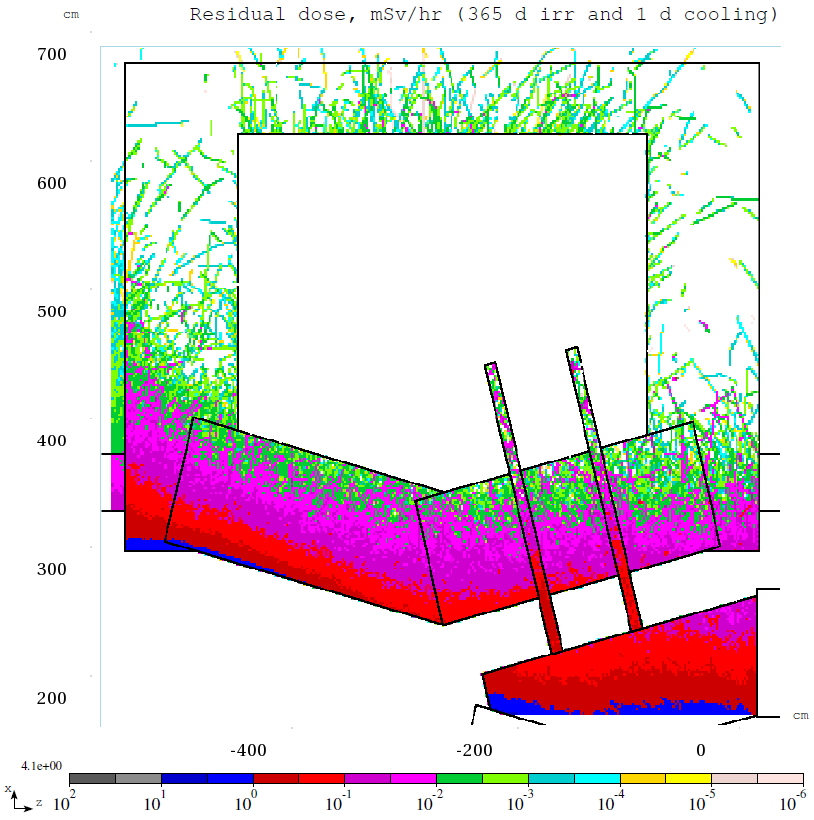 Residual dose, mSv/hr (365 d irr and 1 d cooling)
cm
700
600
500
400
300
200
cm
-400 -200 0
4.1e+00
x
z
10^2 10^1 10^0 10^-1 10^-2 10^-3 10^-4 10^-5 10^-6